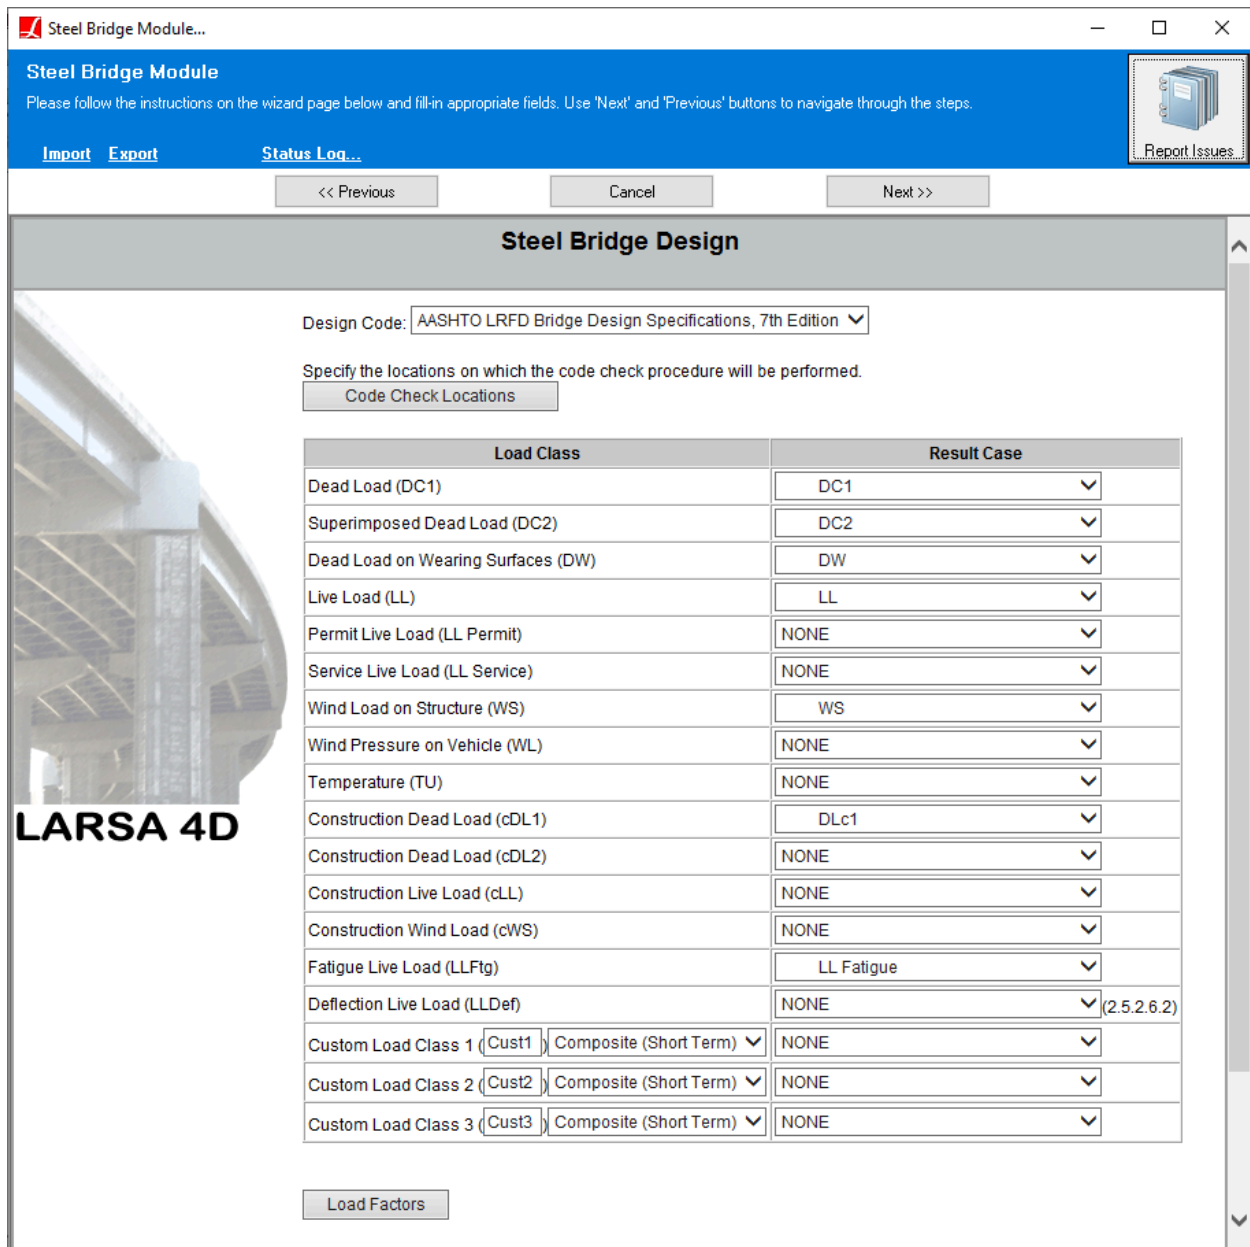 Steel Bridge Module...
Steel Bridge Module
Please follow the instructions on the wizard page below and fill-in appropriate fields. Use 'Next' and 'Previous' buttons to navigate through the steps.
Import Export Status Log...
Report Issues
<< Previous Cancel Next >>
Steel Bridge Design
Design Code: AASHTO LRFD Bridge Design Specifications, 7th Edition
Specify the locations on which the code check procedure will be performed.
Code Check Locations
Load Class Result Case
Dead Load (DC1) DC1
Superimposed Dead Load (DC2) DC2
Dead Load on Wearing Surfaces (DW) DW
Live Load (LL) LL
Permit Live Load (LL Permit) NONE
Service Live Load (LL Service) NONE
Wind Load on Structure (WS) WS
Wind Pressure on Vehicle (WL) NONE
Temperature (TU) NONE
Construction Dead Load (cDL1) DLc1
Construction Dead Load (cDL2) NONE
Construction Live Load (cLL) NONE
Construction Wind Load (cWS) NONE
Fatigue Live Load (LLFtg) LL Fatigue
Deflection Live Load (LLDef) NONE (2.5.2.6.2)
Custom Load Class 1 (Cust1) Composite (Short Term) NONE
Custom Load Class 2 (Cust2) Composite (Short Term) NONE
Custom Load Class 3 (Cust3) Composite (Short Term) NONE
LARSA 4D
Load Factors